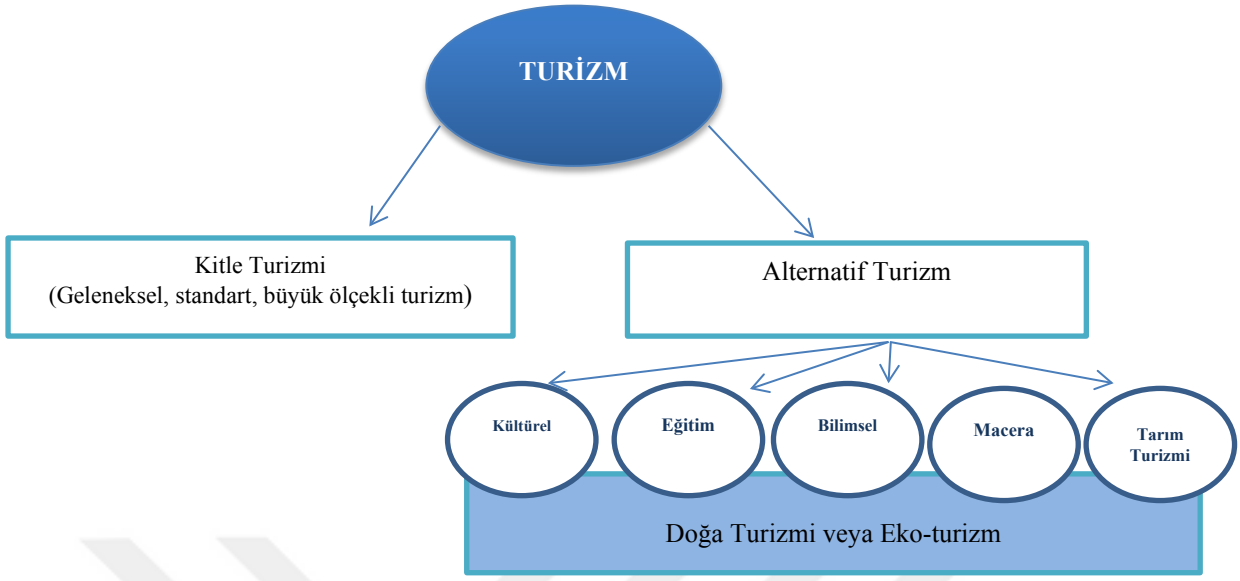 TURİZM
Kitle Turizmi
(Geleneksel, standart, büyük ölçekli turizm)
Alternatif Turizm
Kültürel
Eğitim
Bilimsel
Macera
Tarım
Turizmi
Doğa Turizmi veya Eko-turizm